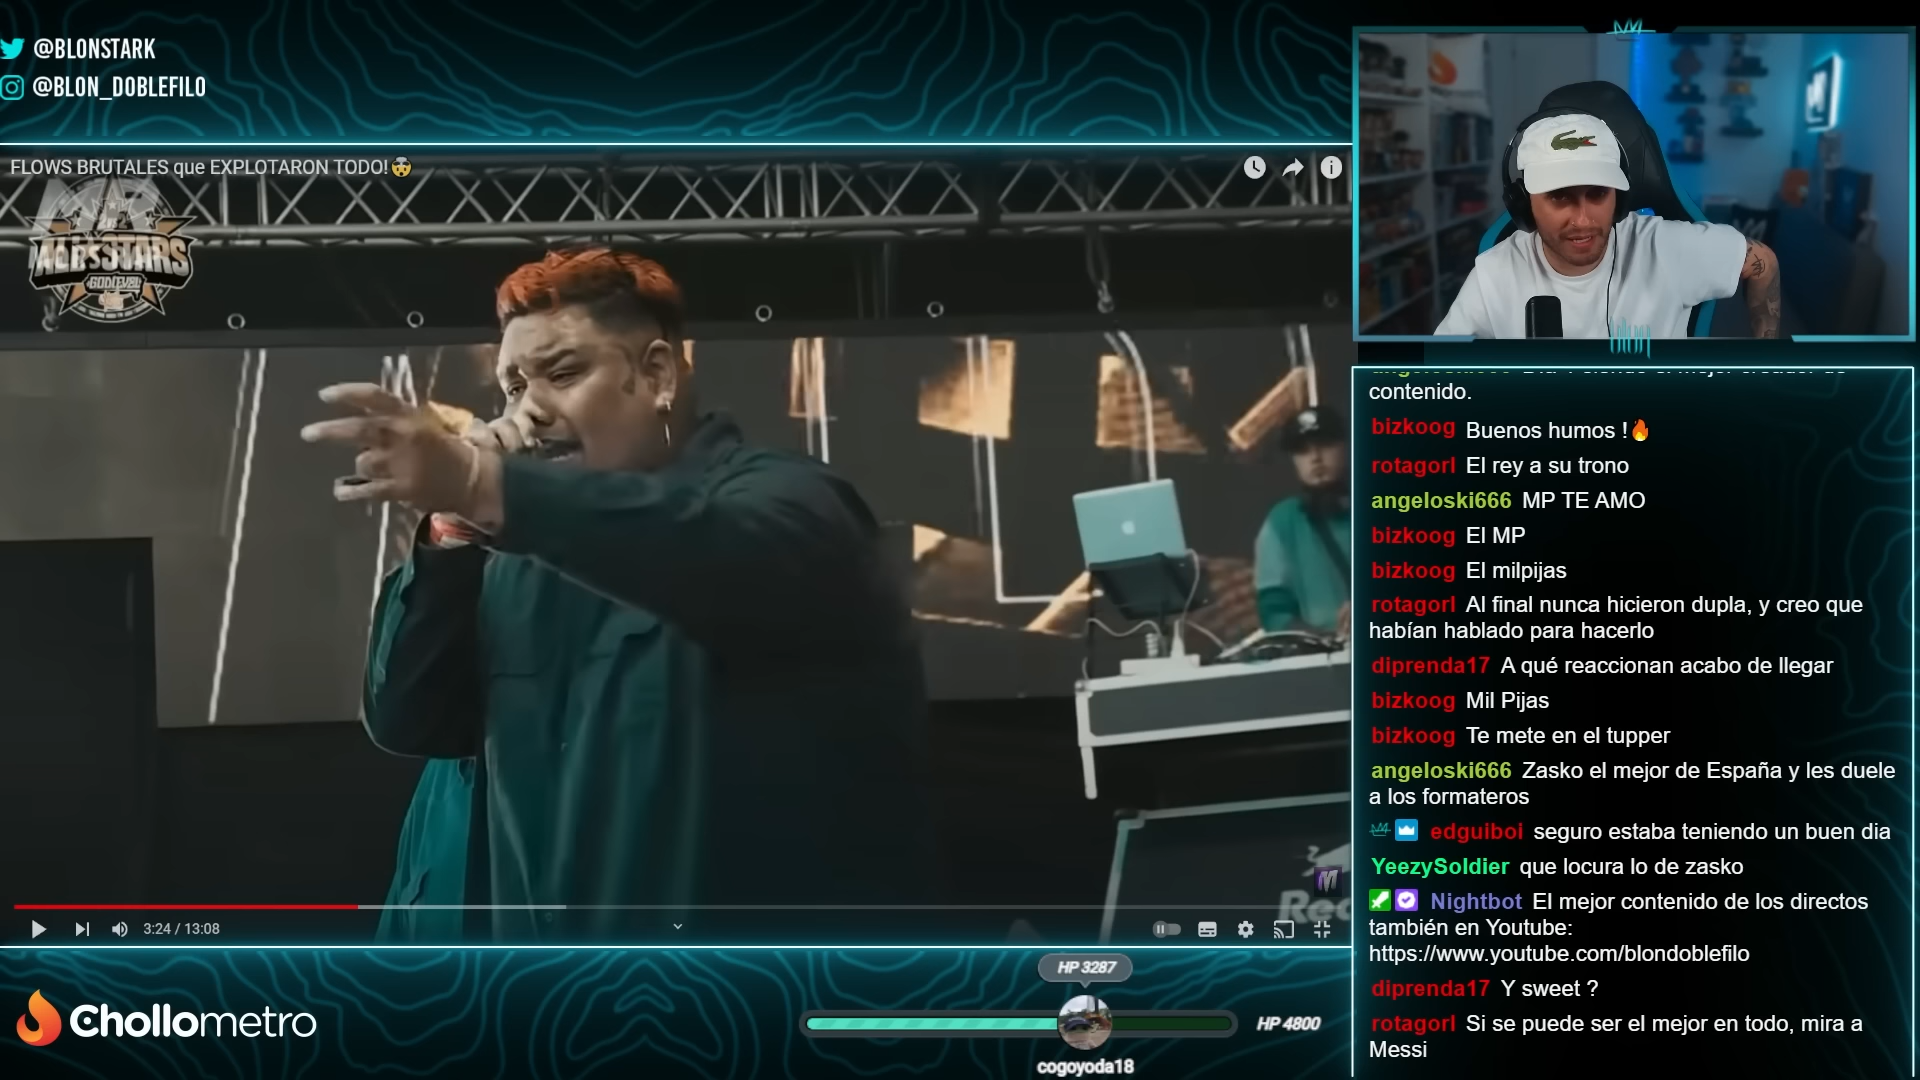 @BLONSTARK
@BLON_DOBLEFILO
FLOWS BRUTALES que EXPLOTARON TODO!🤯
ALL STARS
GOD LEVEL
3:24 / 13:08
Chollometro
HP 3287
HP 4800
cogoyoda18
contenido.
bizkoog Buenos humos !🔥
rotagorl El rey a su trono
angeloski666 MP TE AMO
bizkoog El MP
bizkoog El milpijas
rotagorl Al final nunca hicieron dupla, y creo que
habían hablado para hacerlo
diprenda17 A qué reaccionan acabo de llegar
bizkoog Mil Pijas
bizkoog Te mete en el tupper
angeloski666 Zasko el mejor de España y les duele
a los formateros
edguiboi seguro estaba teniendo un buen dia
YeezySoldier que locura lo de zasko
Nightbot El mejor contenido de los directos
también en Youtube:
https://www.youtube.com/blondoblefilo
diprenda17 Y sweet ?
rotagorl Si se puede ser el mejor en todo, mira a
Messi